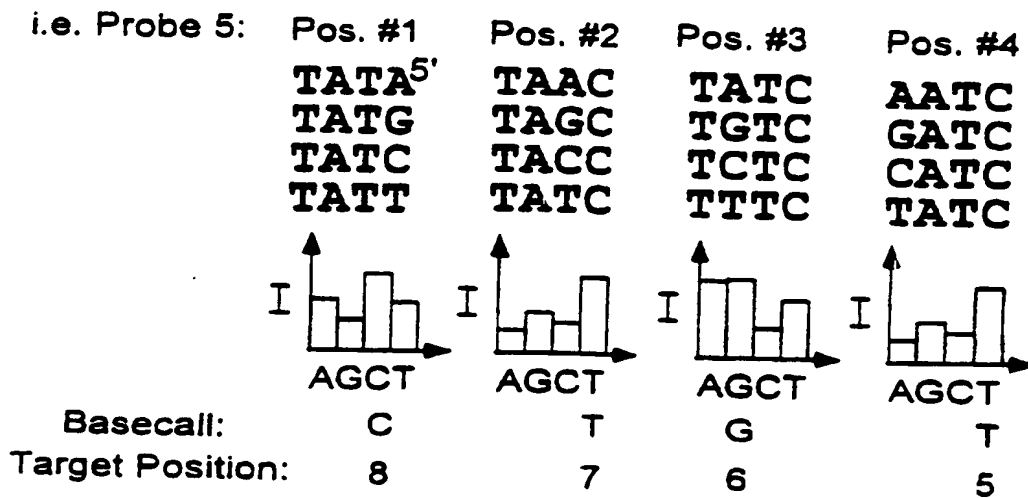 i.e. Probe 5: Pos. #1 Pos. #2 Pos. #3 Pos. #4
TATA5' TAAC TATC AATC
TATG TAGC TGTC GATC
TATC TACC TCTC CATC
TATT TATC TTTC TATC
I I I I
AGCT AGCT AGCT AGCT
Basecall: C T G T
Target Position: 8 7 6 5